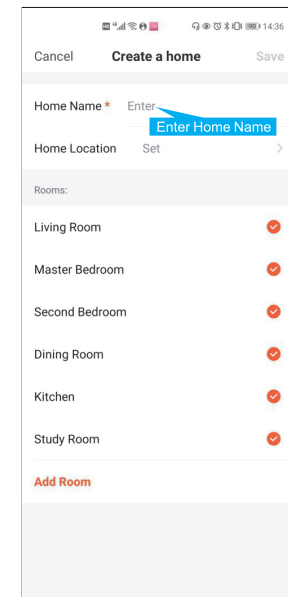 14:36
Cancel Create a home Save
Home Name * Enter
Enter Home Name
Home Location Set
Rooms:
Living Room
Master Bedroom
Second Bedroom
Dining Room
Kitchen
Study Room
Add Room